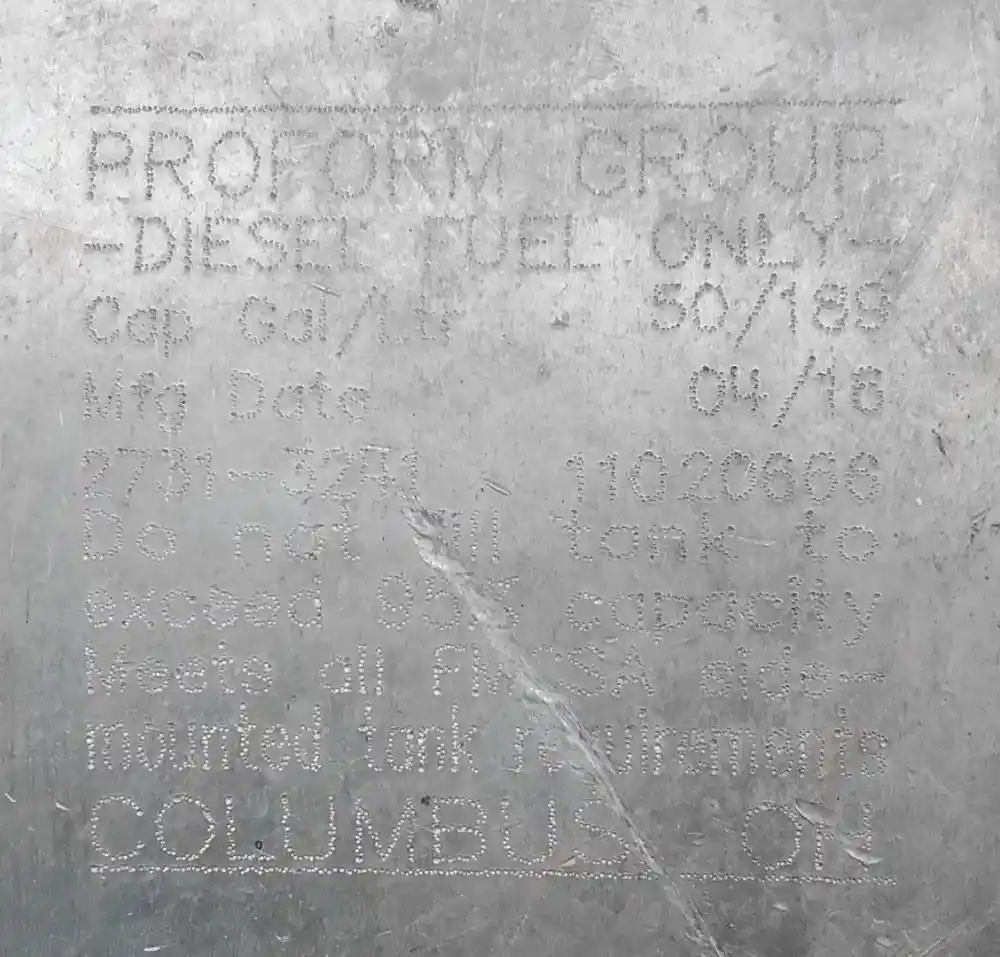 PROFORM GROUP
-DIESEL FUEL ONLY-
Cap Gal/Ltr 50/189
Mfg Date 04/16
11020666
Do not fill tank to
exceed 95% capacity
Meets all FMCSA side-
mounted tank requirements
COLUMBUS